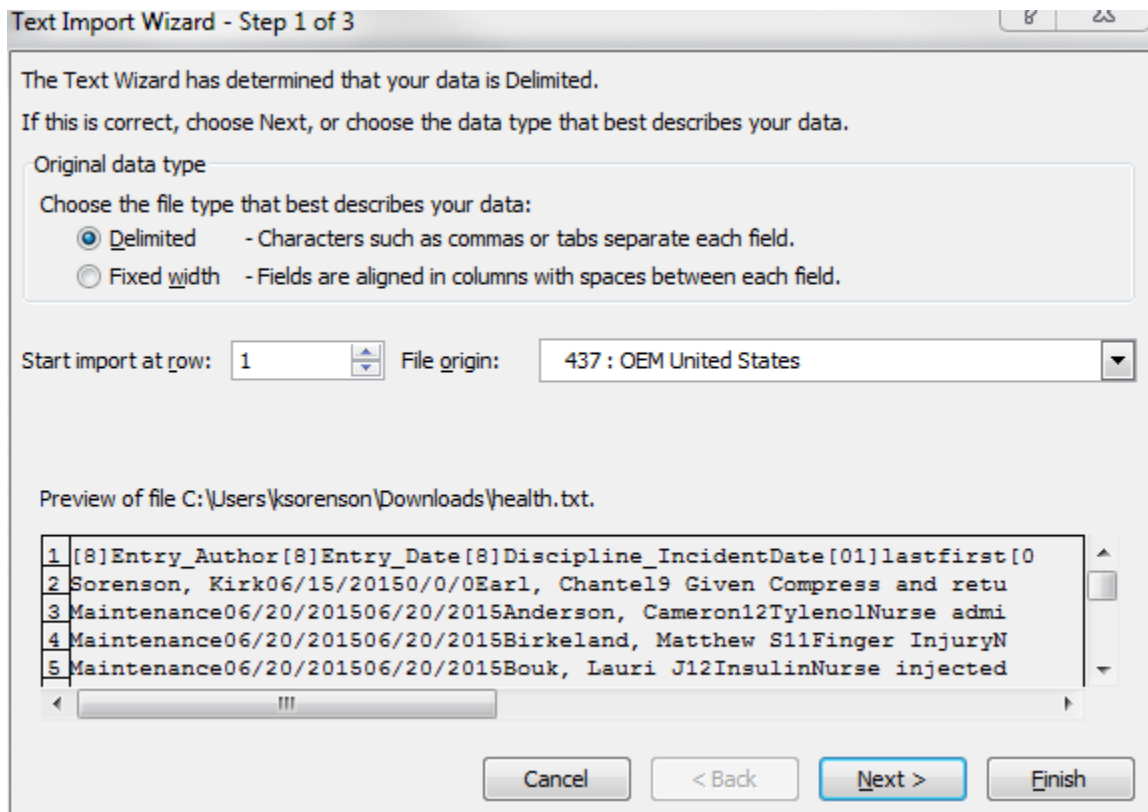 Text Import Wizard - Step 1 of 3
The Text Wizard has determined that your data is Delimited.
If this is correct, choose Next, or choose the data type that best describes your data.
Original data type
Choose the file type that best describes your data:
Delimited - Characters such as commas or tabs separate each field.
Fixed width - Fields are aligned in columns with spaces between each field.
Start import at row: 1 File origin: 437 : OEM United States
Preview of file C:\Users\ksorenson\Downloads\health.txt.
1 [8]Entry_Author[8]Entry_Date[8]Discipline_IncidentDate[01]lastfirst[0
2 Sorenson, Kirk06/15/20150/0/0Earl, Chantel9 Given Compress and retu
3 Maintenance06/20/201506/20/2015Anderson, Cameron12TylenolNurse admi
4 Maintenance06/20/201506/20/2015Birkeland, Matthew S11Finger InjuryN
5 Maintenance06/20/201506/20/2015Bouk, Lauri J12InsulinNurse injected
Cancel < Back Next > Finish